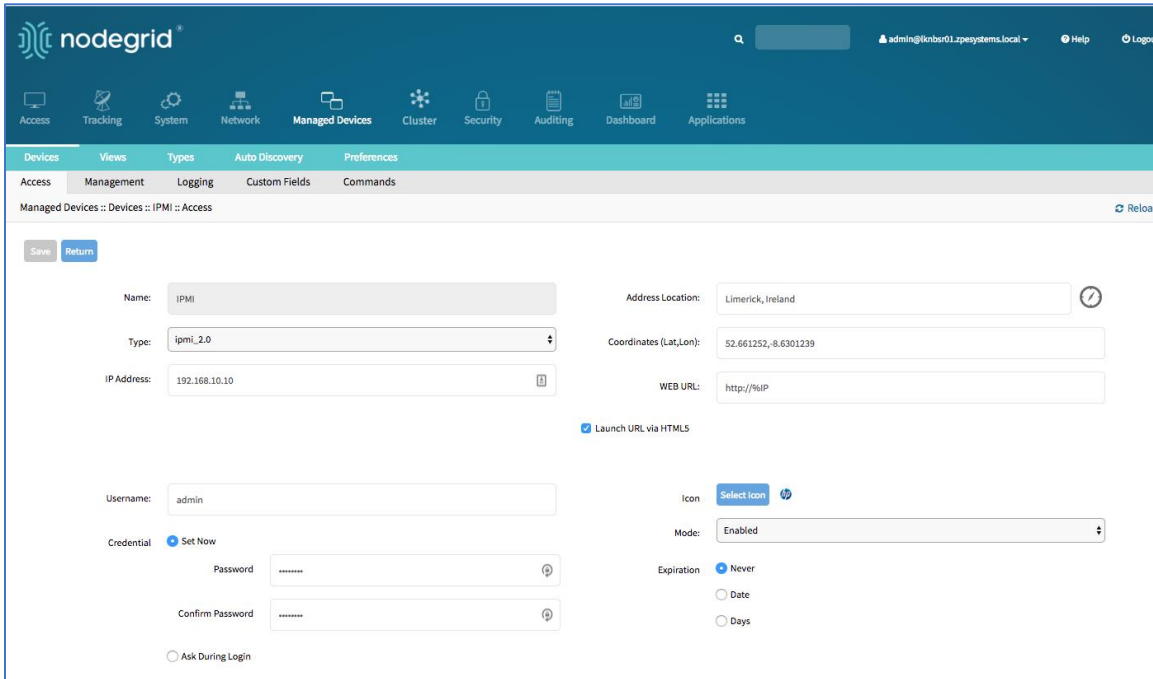 nodegrid®
admin@lknbsr01.zpesystems.local
Help
Logou
Access
Tracking
System
Network
Managed Devices
Cluster
Security
Auditing
Dashboard
Applications
Devices
Views
Types
Auto Discovery
Preferences
Access
Management
Logging
Custom Fields
Commands
Managed Devices :: Devices :: IPMI :: Access
Reloa
Save
Return
Name:
IPMI
Type:
ipmi_2.0
IP Address:
192.168.10.10
Address Location:
Limerick, Ireland
Coordinates (Lat,Lon):
52.661252,-8.6301239
WEB URL:
http://%IP
Launch URL via HTML5
Username:
admin
Credential
Set Now
Password
••••••••
Confirm Password
••••••••
Ask During Login
Icon
Select Icon
hp
Mode:
Enabled
Expiration
Never
Date
Days